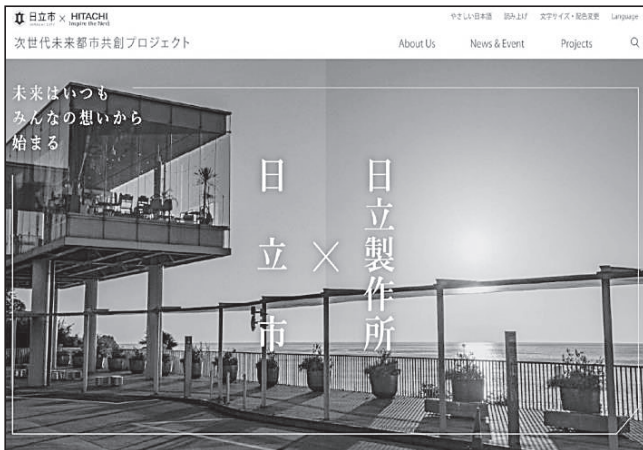 日立市 × HITACHI
Inspire the Next
やさしい日本語 読み上げ 文字サイズ・配色変更 Language
次世代未来都市共創プロジェクト
About Us News & Event Projects
未来はいつも
みんなの想いから
始まる
日立市
×
日立製作所